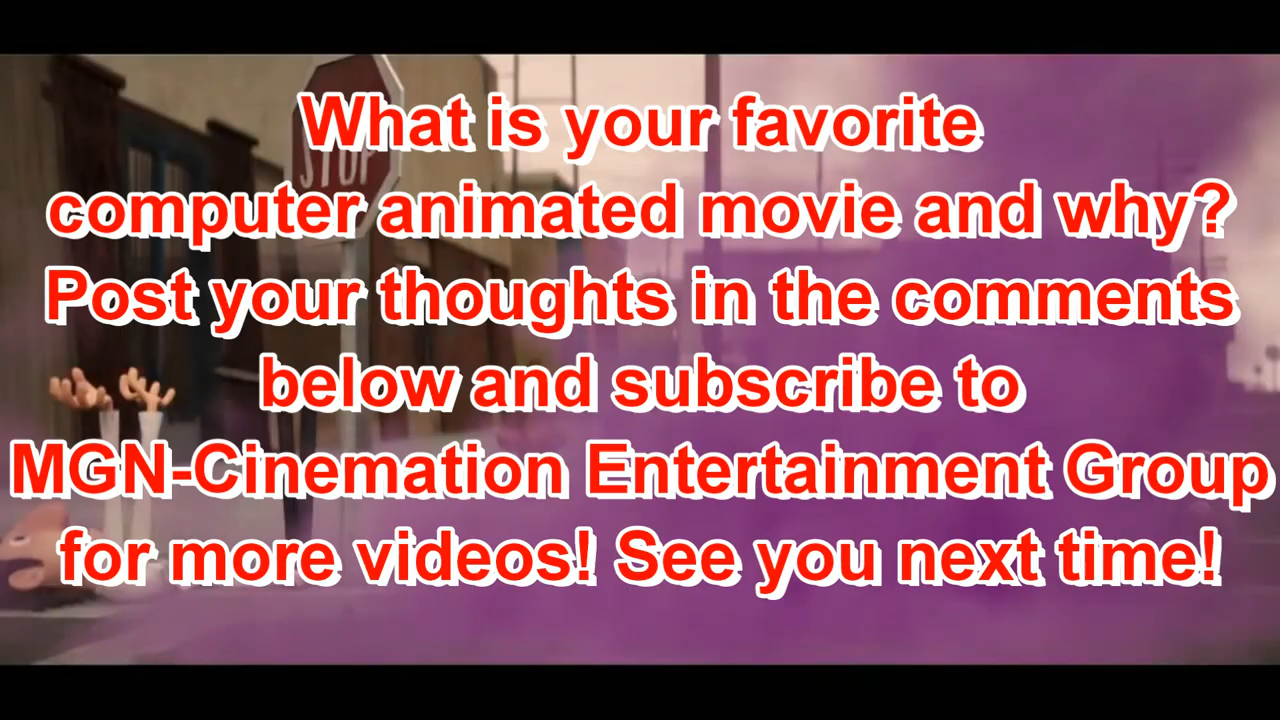 STOP
What is your favorite
computer animated movie and why?
Post your thoughts in the comments
below and subscribe to
MGN-Cinemation Entertainment Group
for more videos! See you next time!